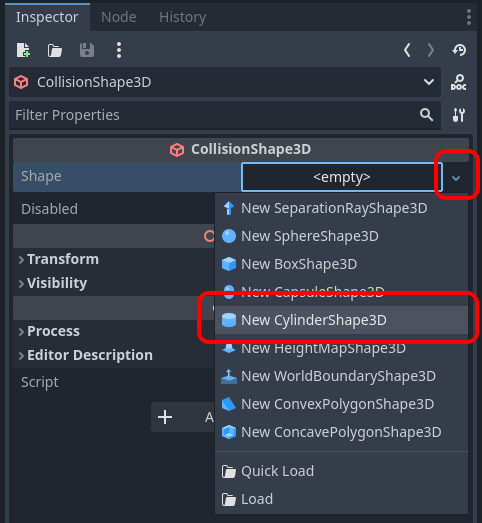 Inspector Node History
CollisionShape3D
DOC
Filter Properties
CollisionShape3D
Shape <empty>
Disabled
New SeparationRayShape3D
New SphereShape3D
Transform
New BoxShape3D
Visibility
New CapsuleShape3D
New CylinderShape3D
Process
New HeightMapShape3D
Editor Description
New WorldBoundaryShape3D
Script
New ConvexPolygonShape3D
A
New ConcavePolygonShape3D
Quick Load
Load